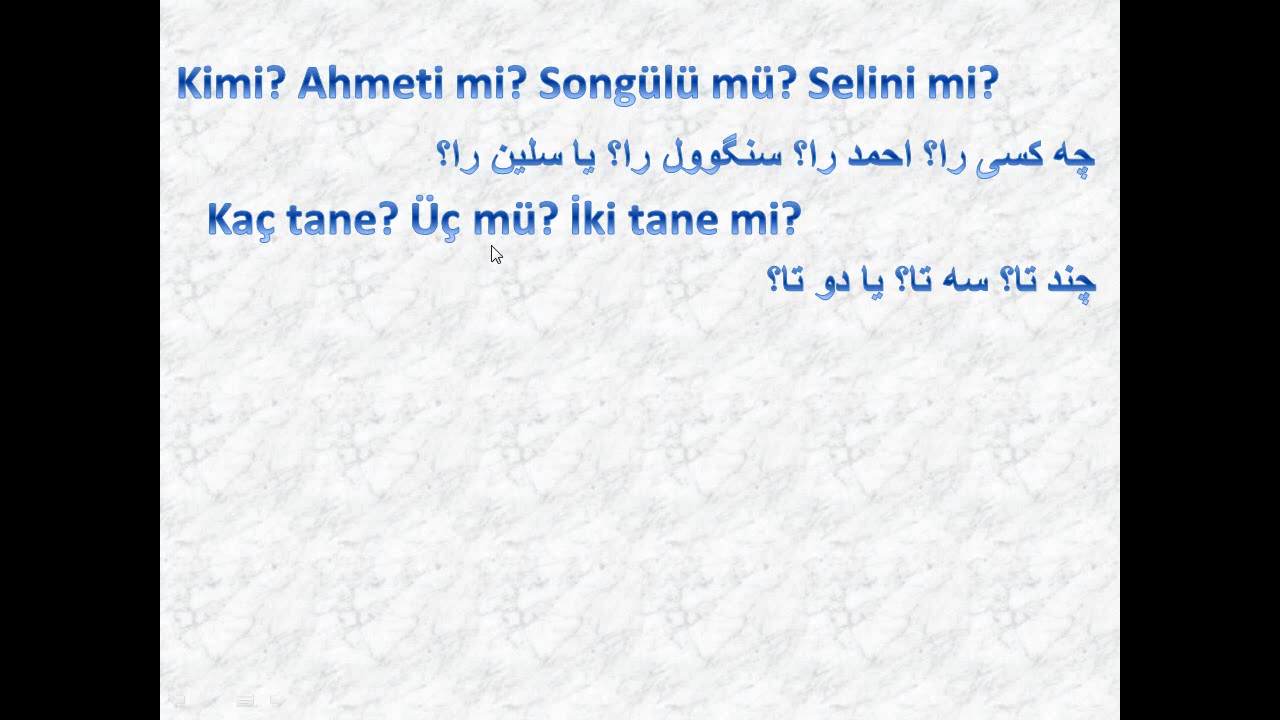 Kimi? Ahmeti mi? Songülü mü? Selini mi?
چه کسی را؟ احمد را؟ سنگوول را؟ یا سلین را؟
Kaç tane? Üç mü? İki tane mi?
چند تا؟ سه تا؟ یا دو تا؟